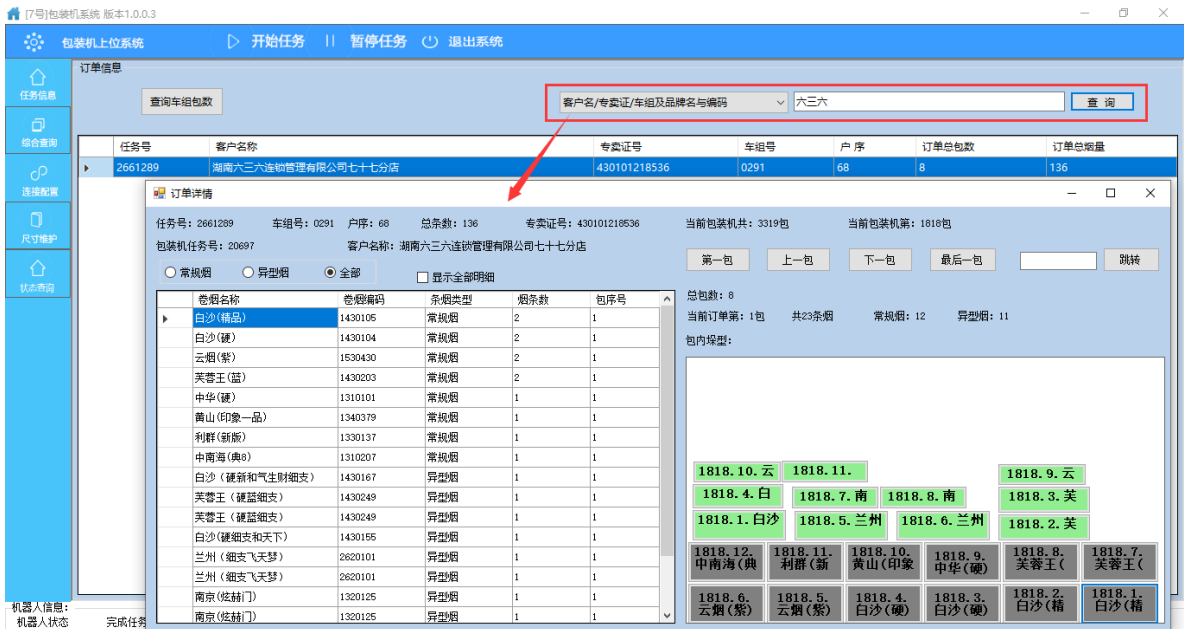 [7号]包装机系统 版本1.0.0.3
包装机上位系统 开始任务 暂停任务 退出系统
任务信息
综合查询
连接配置
尺寸维护
状态查询
订单信息
查询车组包数 客户名/专卖证/车组及品牌名与编码 六三六 查 询
任务号 客户名称 专卖证号 车组号 户 序 订单总包数 订单总烟量
2661289 湖南六三六连锁管理有限公司七十七分店 430101218536 0291 68 8 136
订单详情
任务号: 2661289 车组号: 0291 户序: 68 总条数: 136 专卖证号: 430101218536 当前包装机共: 3319包 当前包装机第: 1818包
包装机任务号: 20697 客户名称: 湖南六三六连锁管理有限公司七十七分店
第一包 上一包 下一包 最后一包 跳转
常规烟 异型烟 全部 显示全部明细
总包数: 8
当前订单第: 1包 共23条烟 常规烟: 12 异型烟: 11
包内垛型:
卷烟名称 卷烟编码 条烟类型 烟条数 包序号
白沙(精品) 1430105 常规烟 2 1
白沙(硬) 1430104 常规烟 2 1
云烟(紫) 1530430 常规烟 2 1
芙蓉王(蓝) 1430203 常规烟 2 1
中华(硬) 1310101 常规烟 1 1
黄山(印象一品) 1340379 常规烟 1 1
利群(新版) 1330137 常规烟 1 1
中南海(典8) 1310207 常规烟 1 1
白沙（硬新和气生财细支） 1430167 异型烟 1 1
芙蓉王（硬蓝细支） 1430249 异型烟 1 1
芙蓉王（硬蓝细支） 1430249 异型烟 1 1
白沙(硬细支和天下) 1430155 异型烟 1 1
兰州（细支飞天梦） 2620101 异型烟 1 1
兰州（细支飞天梦） 2620101 异型烟 1 1
南京(炫赫门) 1320125 异型烟 1 1
南京(炫赫门) 1320125 异型烟 1 1
1818.10.云 1818.11. 1818.9.云
1818.4.白 1818.7.南 1818.8.南 1818.3.芙
1818.1.白沙 1818.5.兰州 1818.6.兰州 1818.2.芙
1818.12. 1818.11. 1818.10. 1818.9. 1818.8. 1818.7.
中南海(典 利群(新 黄山(印象 中华(硬) 芙蓉王( 芙蓉王(
1818.6. 1818.5. 1818.4. 1818.3. 1818.2. 1818.1.
云烟(紫) 云烟(紫) 白沙(硬) 白沙(硬) 白沙(精 白沙(精
机器人信息:
机器人状态 完成任务